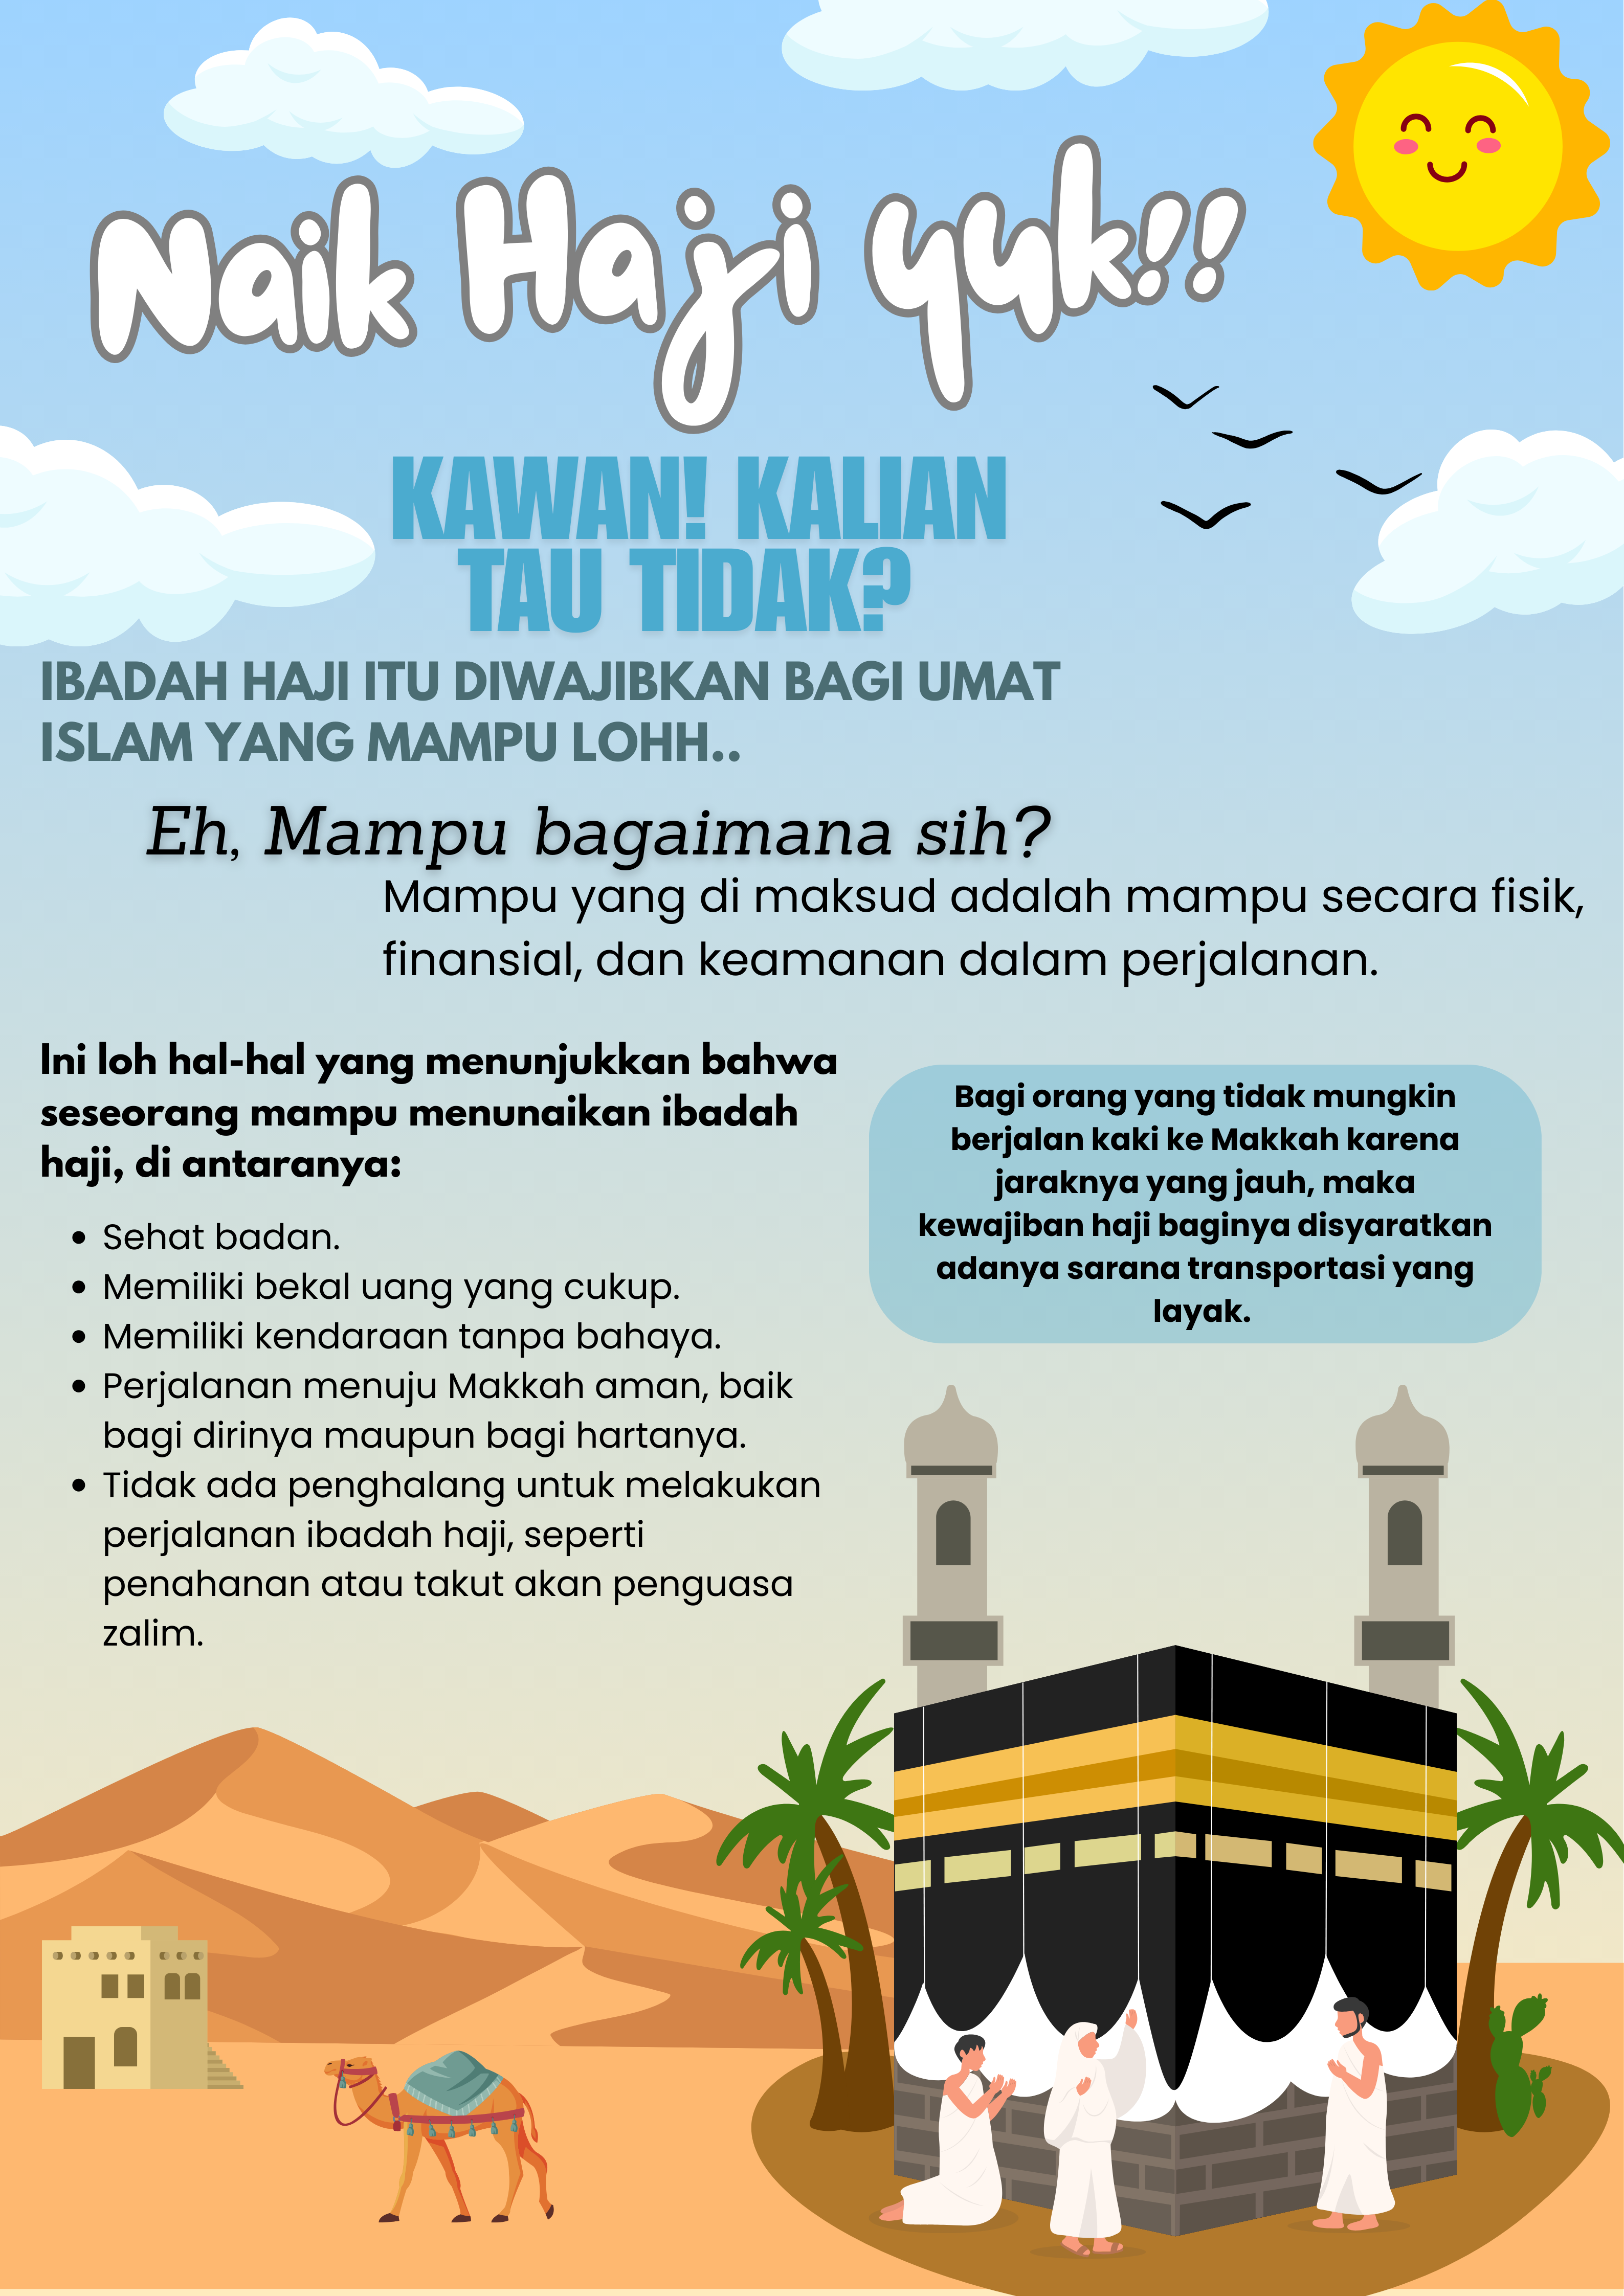 Naik Haji yuk!!
KAWAN! KALIAN
TAU TIDAK?
IBADAH HAJI ITU DIWAJIBKAN BAGI UMAT
ISLAM YANG MAMPU LOHH..
Eh, Mampu bagaimana sih?
Mampu yang di maksud adalah mampu secara fisik,
finansial, dan keamanan dalam perjalanan.
Ini loh hal-hal yang menunjukkan bahwa
seseorang mampu menunaikan ibadah
haji, di antaranya:
• Sehat badan.
• Memiliki bekal uang yang cukup.
• Memiliki kendaraan tanpa bahaya.
• Perjalanan menuju Makkah aman, baik
bagi dirinya maupun bagi hartanya.
• Tidak ada penghalang untuk melakukan
perjalanan ibadah haji, seperti
penahanan atau takut akan penguasa
zalim.
Bagi orang yang tidak mungkin
berjalan kaki ke Makkah karena
jaraknya yang jauh, maka
kewajiban haji baginya disyaratkan
adanya sarana transportasi yang
layak.